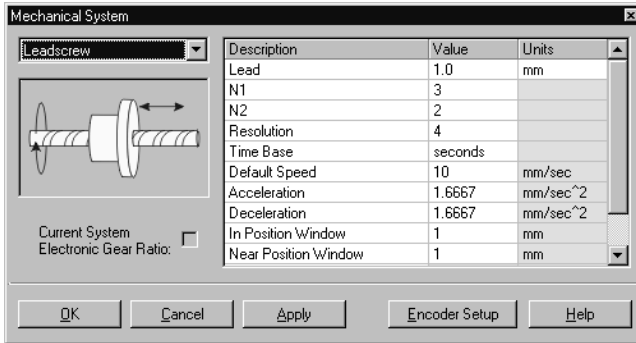 Mechanical System
Leadscrew
Description Value Units
Lead 1.0 mm
N1 3
N2 2
Resolution 4
Time Base seconds
Default Speed 10 mm/sec
Acceleration 1.6667 mm/sec^2
Deceleration 1.6667 mm/sec^2
In Position Window 1 mm
Near Position Window 1 mm
Current System
Electronic Gear Ratio:
OK Cancel Apply Encoder Setup Help